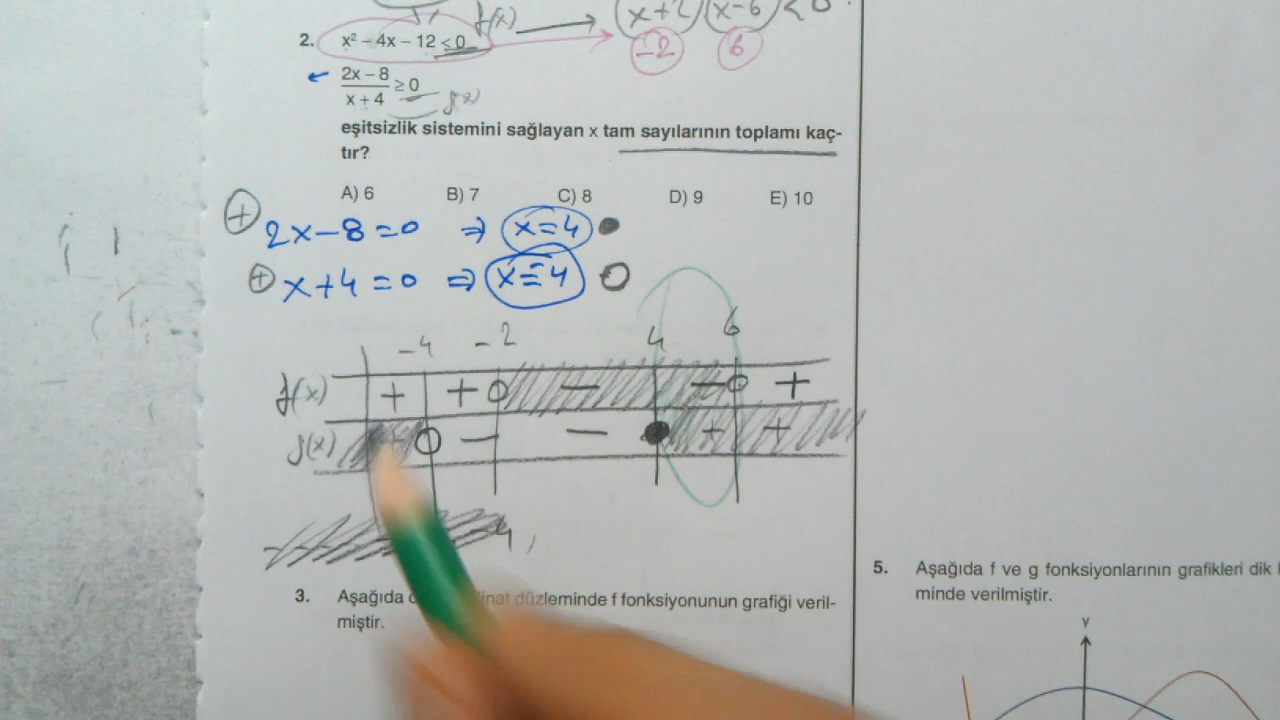 f(x) (x+2)(x-6) < 0
2. x² – 4x – 12 < 0 -2 6
2x – 8
x + 4
≥ 0 g(x)
eşitsizlik sistemini sağlayan x tam sayılarının toplamı kaç-
tır?
A) 6 B) 7 C) 8 D) 9 E) 10
+ 2x-8=0 ⇒ x=4
+ x+4=0 ⇒ x=-4
-4 -2 4 6
f(x) + + - - +
g(x) - - + +
4,
3. Aşağıda düzleminde f fonksiyonunun grafiği veril-
miştir.
5. Aşağıda f ve g fonksiyonlarının grafikleri dik
minde verilmiştir.
y